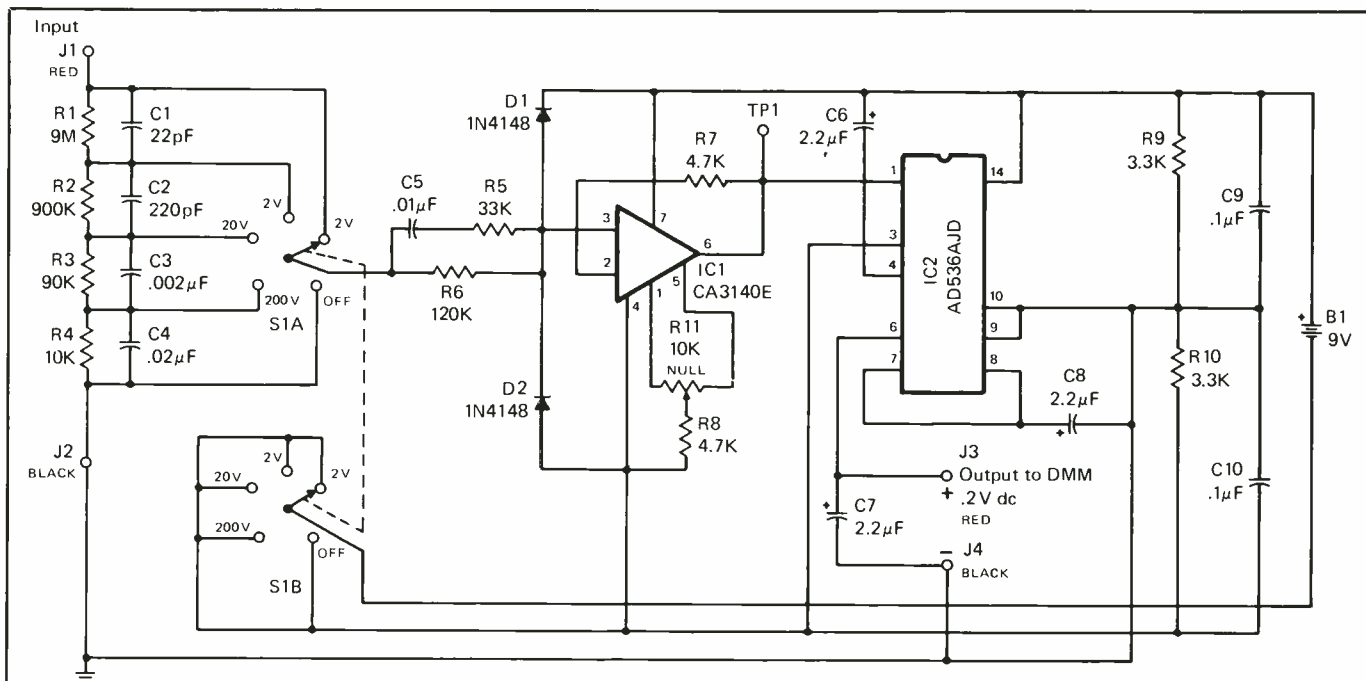 Input
J1
RED
R1
9M
C1
22pF
R2
900K
C2
220pF
R3
90K
C3
.002µF
R4
10K
C4
.02µF
2V
2V
20V
200V
OFF
S1A
J2
BLACK
2V
2V
20V
200V
OFF
S1B
C5
.01µF
R5
33K
R6
120K
D1
1N4148
D2
1N4148
R7
4.7K
TP1
3
2
7
6
5
1
4
IC1
CA3140E
R11
10K
NULL
R8
4.7K
C6
+
2.2µF
1
14
3
4
10
9
6
7
8
IC2
AD536AJD
C8
2.2µF
+
J3
Output to DMM
+ .2V dc
RED
+
C7
2.2µF
−
J4
BLACK
R9
3.3K
R10
3.3K
C9
.1µF
C10
.1µF
+
B1
9V